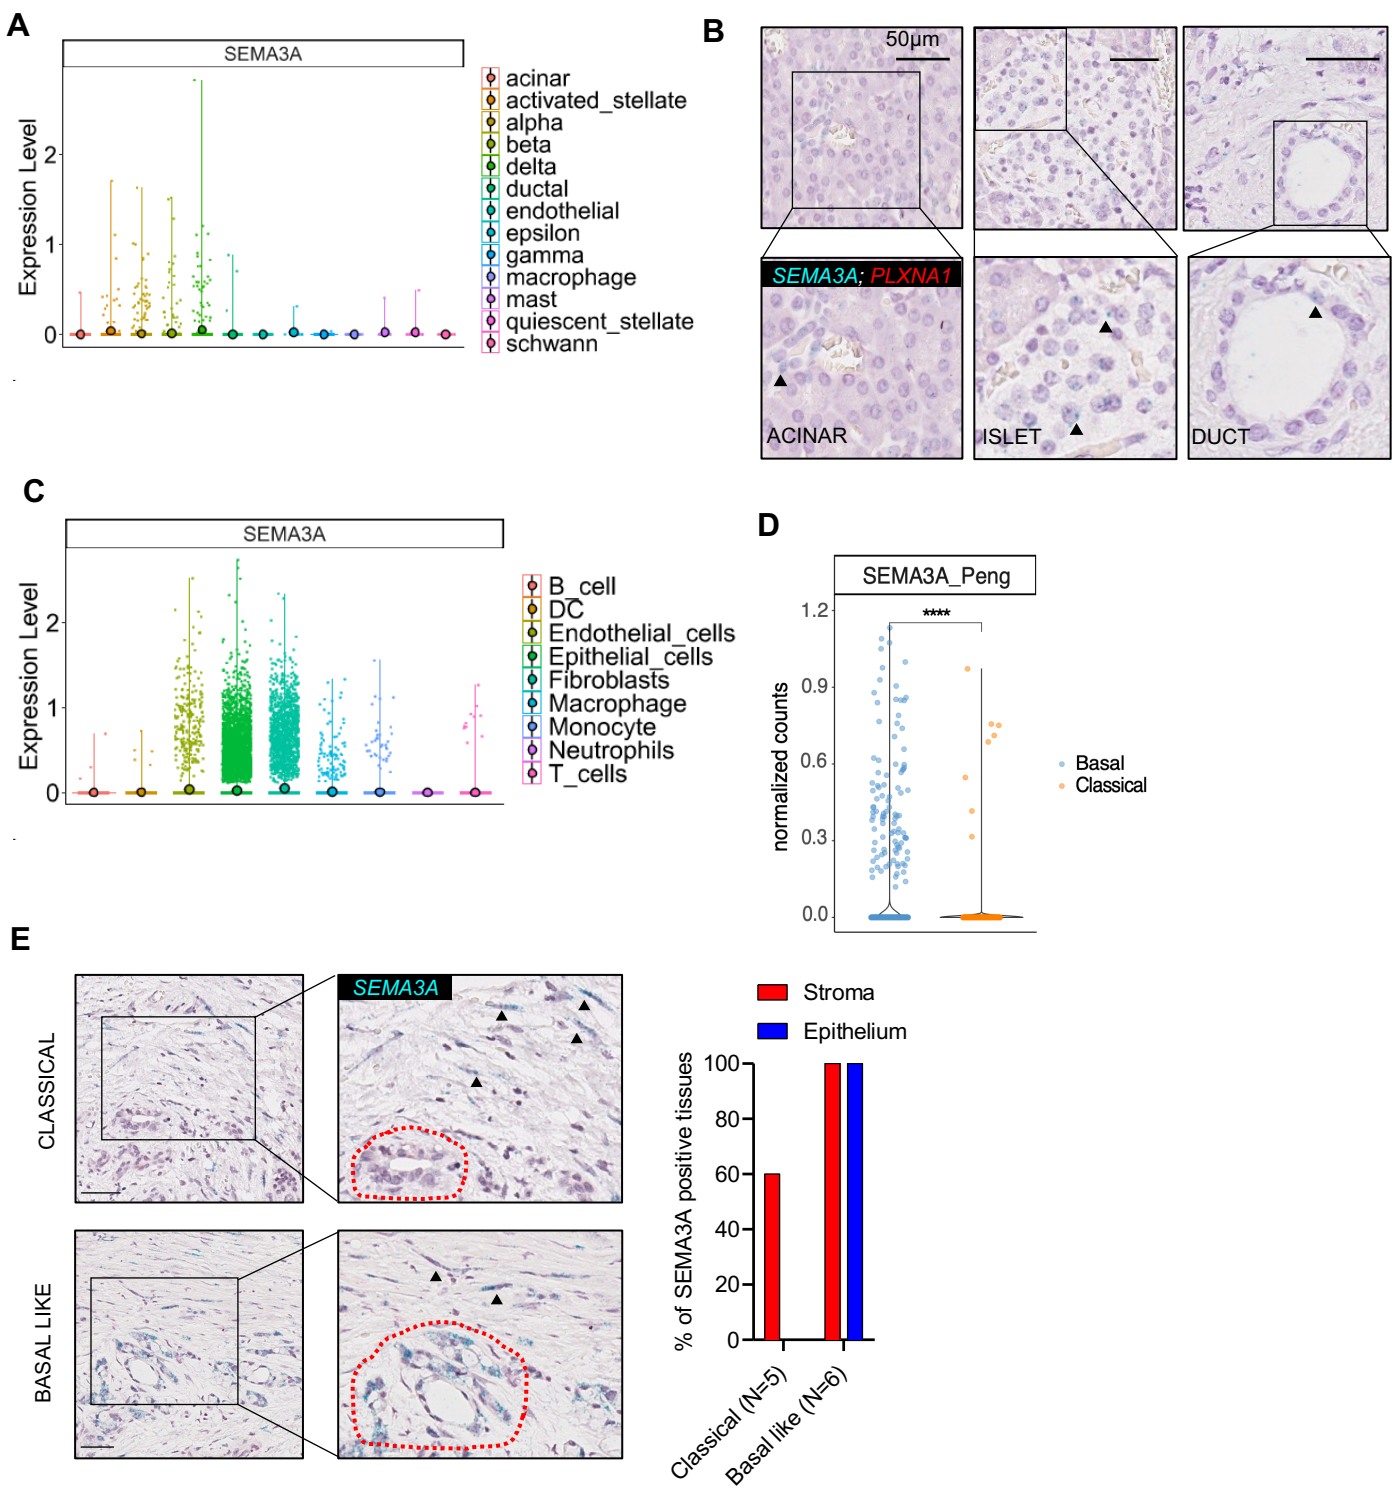 A
SEMA3A
Expression Level
2
1
0
acinar
activated_stellate
alpha
beta
delta
ductal
endothelial
epsilon
gamma
macrophage
mast
quiescent_stellate
schwann
B
50μm
SEMA3A; PLXNA1
ACINAR
ISLET
DUCT
C
SEMA3A
Expression Level
2
1
0
B_cell
DC
Endothelial_cells
Epithelial_cells
Fibroblasts
Macrophage
Monocyte
Neutrophils
T_cells
D
SEMA3A_Peng
****
normalized counts
1.2
0.9
0.6
0.3
0.0
Basal
Classical
E
CLASSICAL
SEMA3A
BASAL LIKE
Stroma
Epithelium
% of SEMA3A positive tissues
100
80
60
40
20
0
Classical (N=5)
Basal like (N=6)